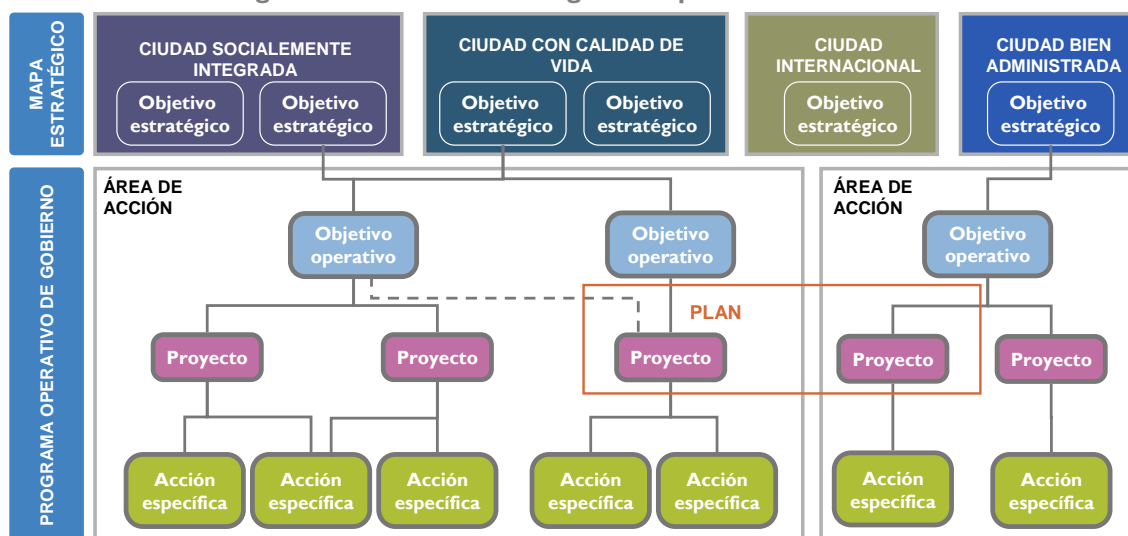 MAPA
ESTRATÉGICO
CIUDAD SOCIALEMENTE
INTEGRADA
Objetivo
estratégico
Objetivo
estratégico
CIUDAD CON CALIDAD DE
VIDA
Objetivo
estratégico
Objetivo
estratégico
CIUDAD
INTERNACIONAL
Objetivo
estratégico
CIUDAD BIEN
ADMINISTRADA
Objetivo
estratégico
PROGRAMA OPERATIVO DE GOBIERNO
ÁREA DE
ACCIÓN
Objetivo
operativo
Objetivo
operativo
PLAN
Proyecto
Proyecto
Proyecto
Acción
específica
Acción
específica
Acción
específica
Acción
específica
Acción
específica
ÁREA DE
ACCIÓN
Objetivo
operativo
Proyecto
Proyecto
Acción
específica
Acción
específica